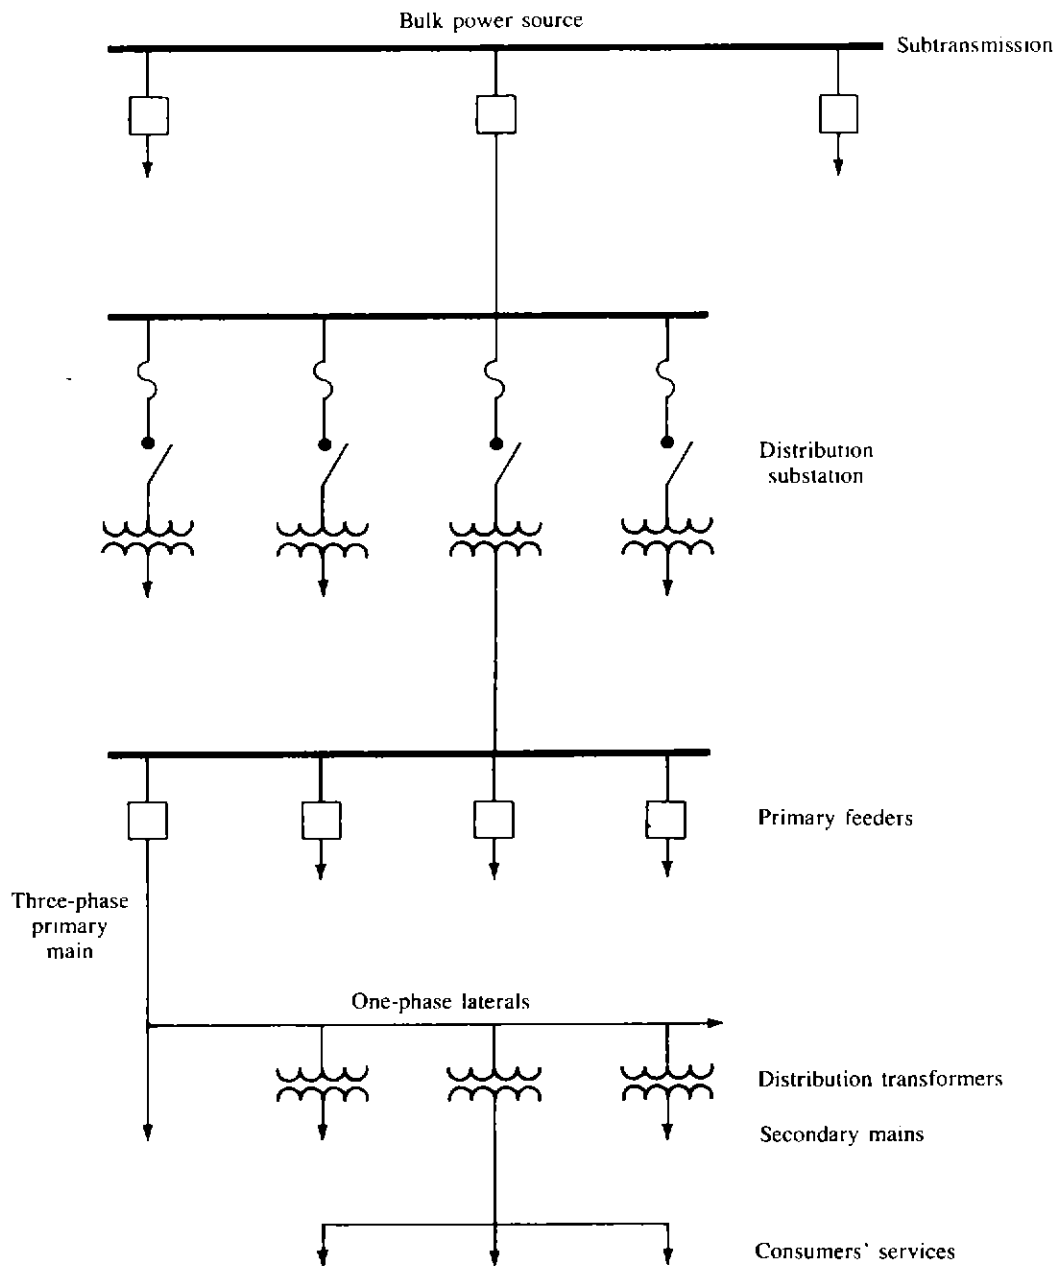 Bulk power source
Subtransmission
Distribution
substation
Primary feeders
Three-phase
primary
main
One-phase laterals
Distribution transformers
Secondary mains
Consumers' services